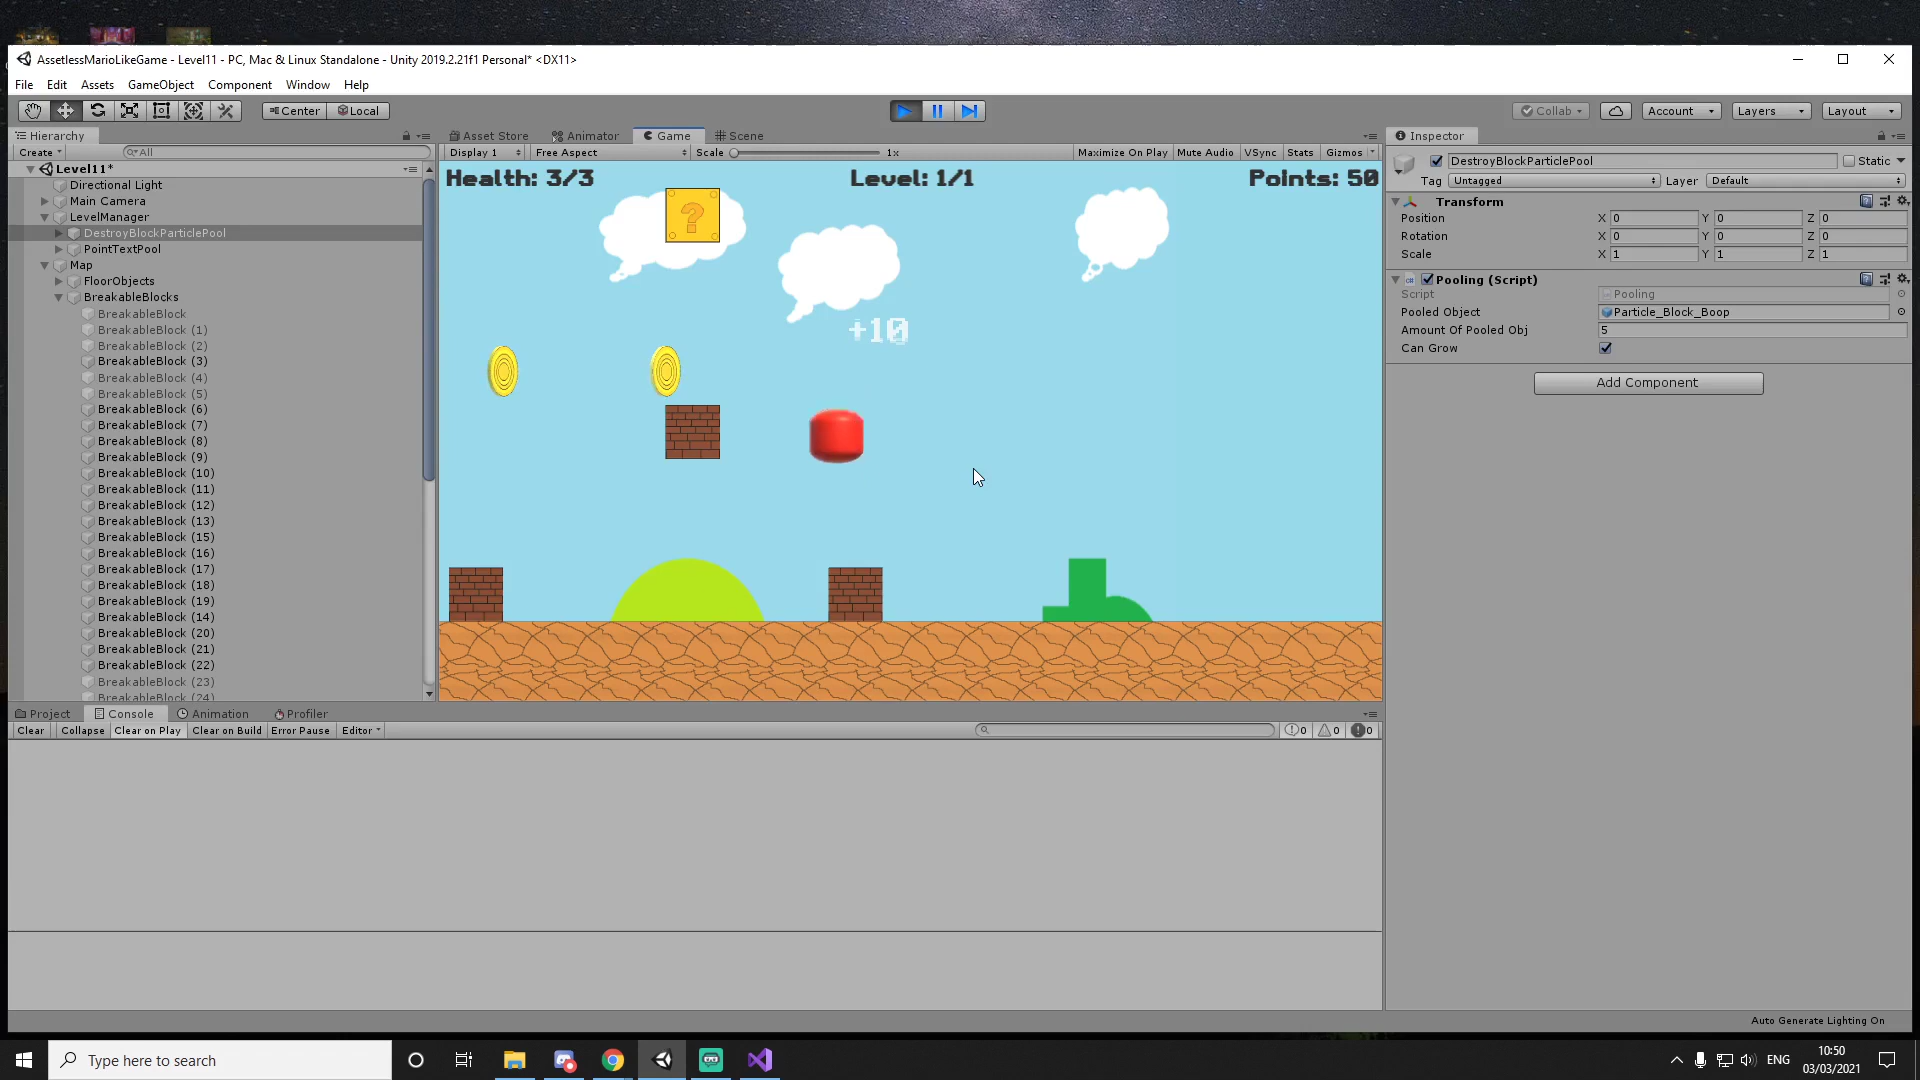 AssetlessMarioLikeGame - Level11 - PC, Mac & Linux Standalone - Unity 2019.2.21f1 Personal* <DX11>
File Edit Assets GameObject Component Window Help
Center Local
Collab Account Layers Layout
Hierarchy
Create All
Level11*
Directional Light
Main Camera
LevelManager
DestroyBlockParticlePool
PointTextPool
Map
FloorObjects
BreakableBlocks
BreakableBlock
BreakableBlock (1)
BreakableBlock (2)
BreakableBlock (3)
BreakableBlock (4)
BreakableBlock (5)
BreakableBlock (6)
BreakableBlock (7)
BreakableBlock (8)
BreakableBlock (9)
BreakableBlock (10)
BreakableBlock (11)
BreakableBlock (12)
BreakableBlock (13)
BreakableBlock (15)
BreakableBlock (16)
BreakableBlock (17)
BreakableBlock (18)
BreakableBlock (19)
BreakableBlock (14)
BreakableBlock (20)
BreakableBlock (21)
BreakableBlock (22)
BreakableBlock (23)
BreakableBlock (24)
Asset Store Animator Game Scene
Display 1 Free Aspect Scale 1x Maximize On Play Mute Audio VSync Stats Gizmos
Health: 3/3 Level: 1/1 Points: 50
?
+10
Inspector
DestroyBlockParticlePool Static
Tag Untagged Layer Default
Transform
Position X 0 Y 0 Z 0
Rotation X 0 Y 0 Z 0
Scale X 1 Y 1 Z 1
Pooling (Script)
Script Pooling
Pooled Object Particle_Block_Boop
Amount Of Pooled Obj 5
Can Grow
Add Component
Project Console Animation Profiler
Clear Collapse Clear on Play Clear on Build Error Pause Editor 0 0 0
Auto Generate Lighting On
Type here to search
ENG 10:50
03/03/2021